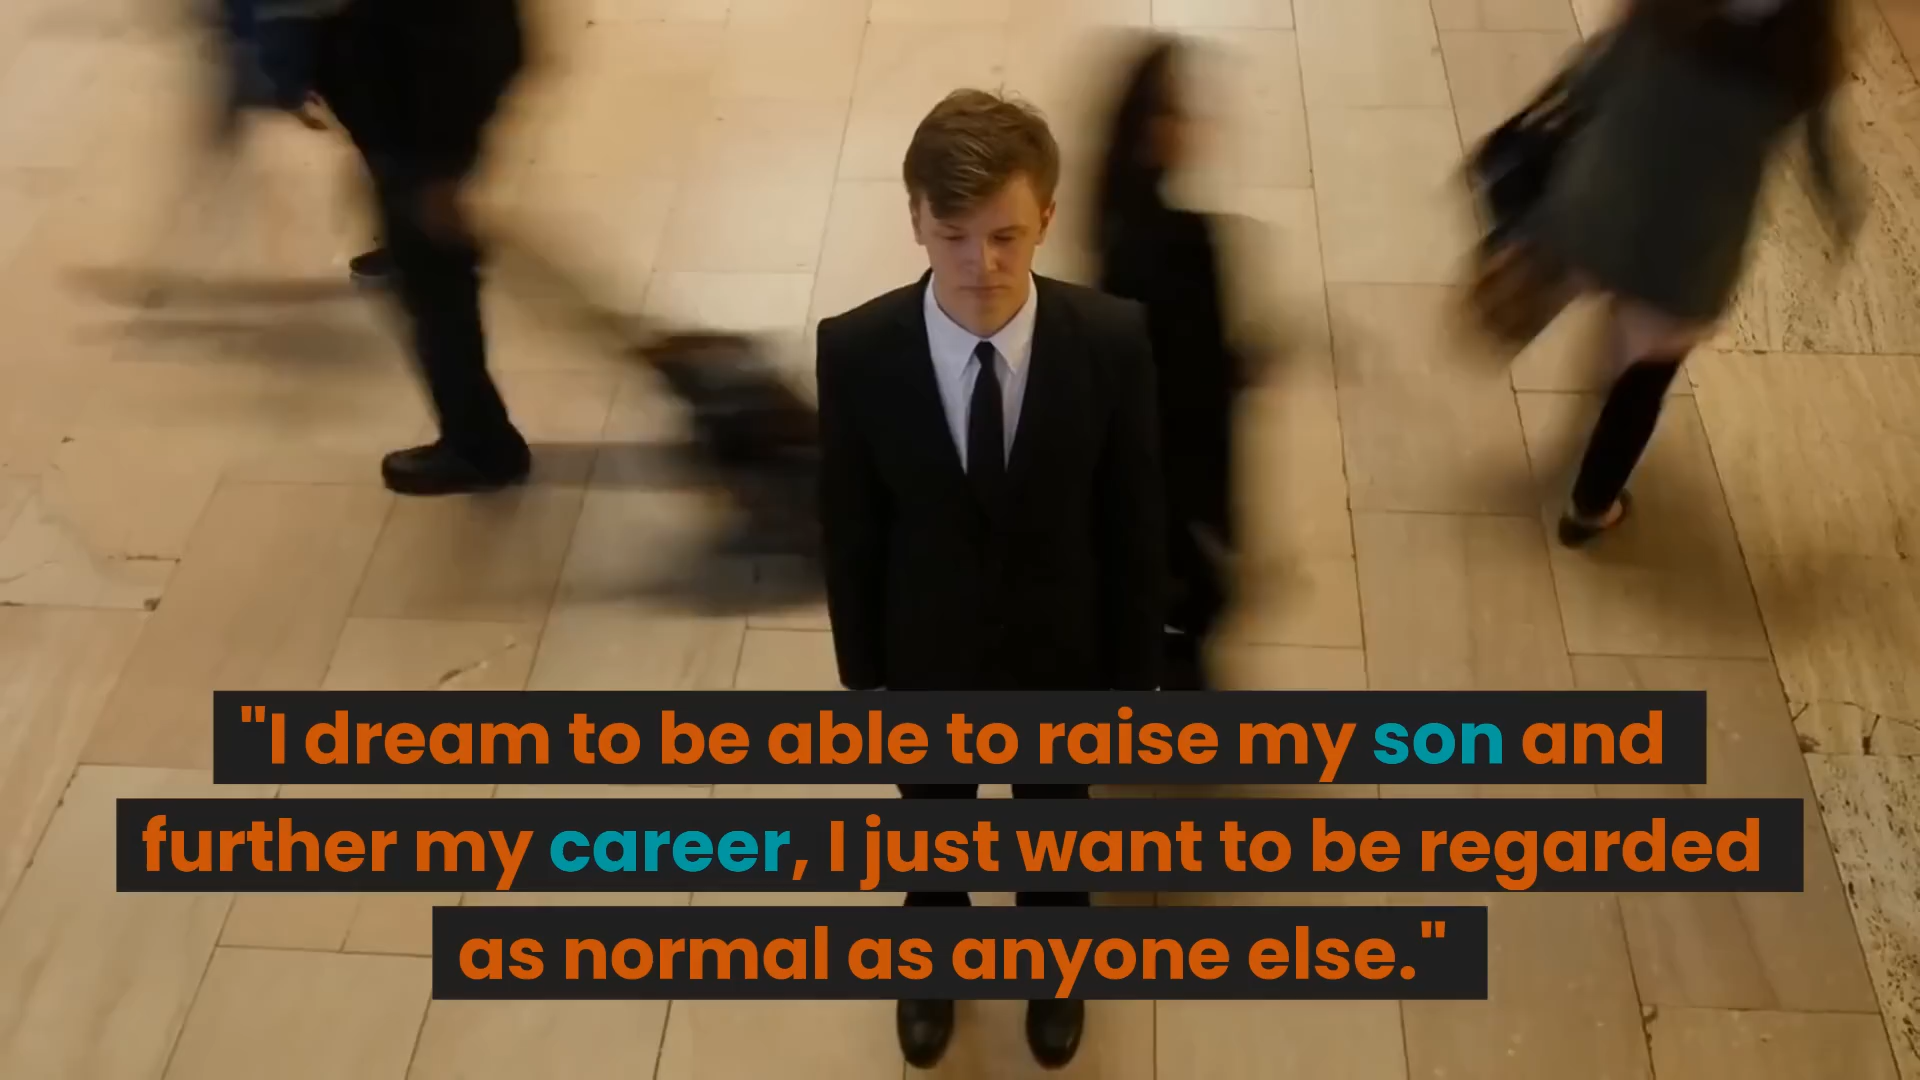 "I dream to be able to raise my son and
further my career, I just want to be regarded
as normal as anyone else."